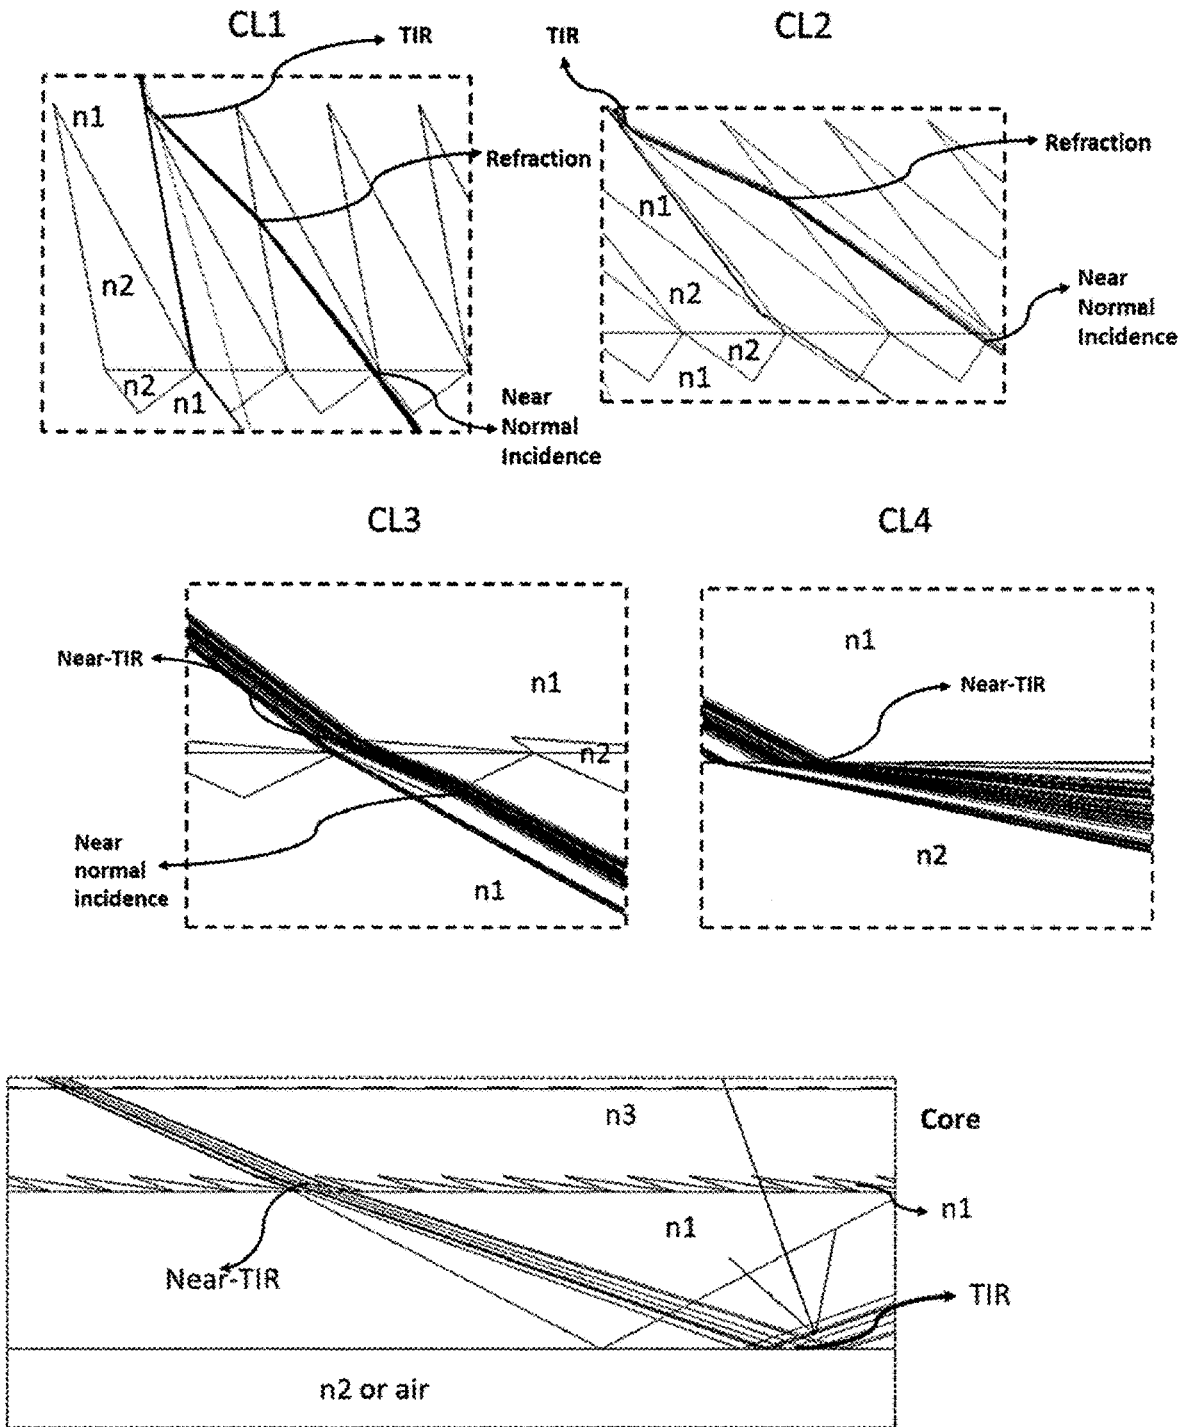 CL1
TIR
n1
Refraction
n2
n2
n1
Near
Normal
Incidence
CL2
TIR
Refraction
n1
n2
n2
n1
Near
Normal
Incidence
CL3
Near-TIR
n1
n2
Near
normal
incidence
n1
CL4
n1
Near-TIR
n2
n3
Core
n1
n1
Near-TIR
TIR
n2 or air